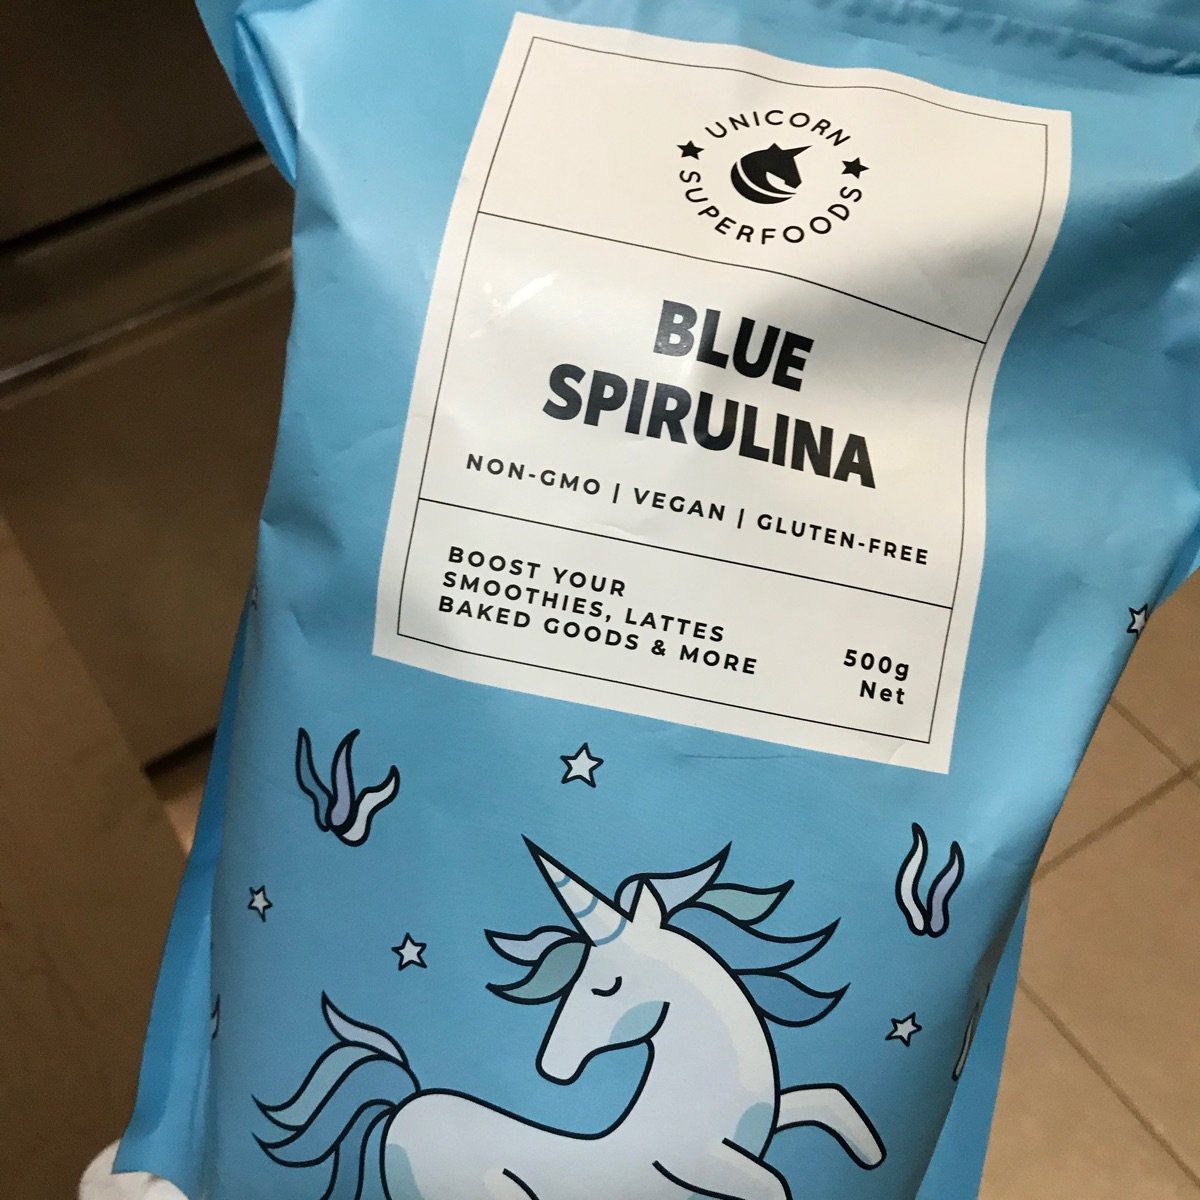 UNICORN
SUPERFOODS
BLUE
SPIRULINA
NON-GMO | VEGAN | GLUTEN-FREE
BOOST YOUR
SMOOTHIES, LATTES
BAKED GOODS & MORE
500g
Net